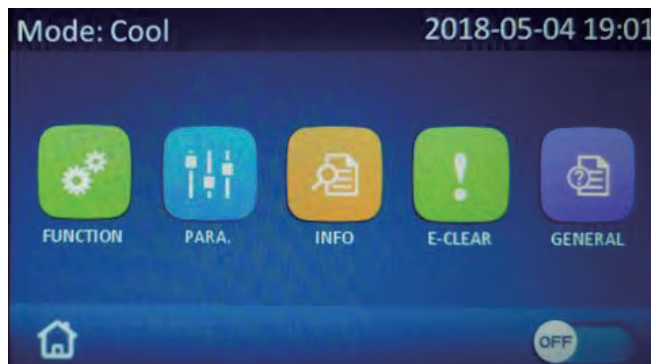 Mode: Cool 2018-05-04 19:01
FUNCTION PARA. INFO E-CLEAR GENERAL
OFF